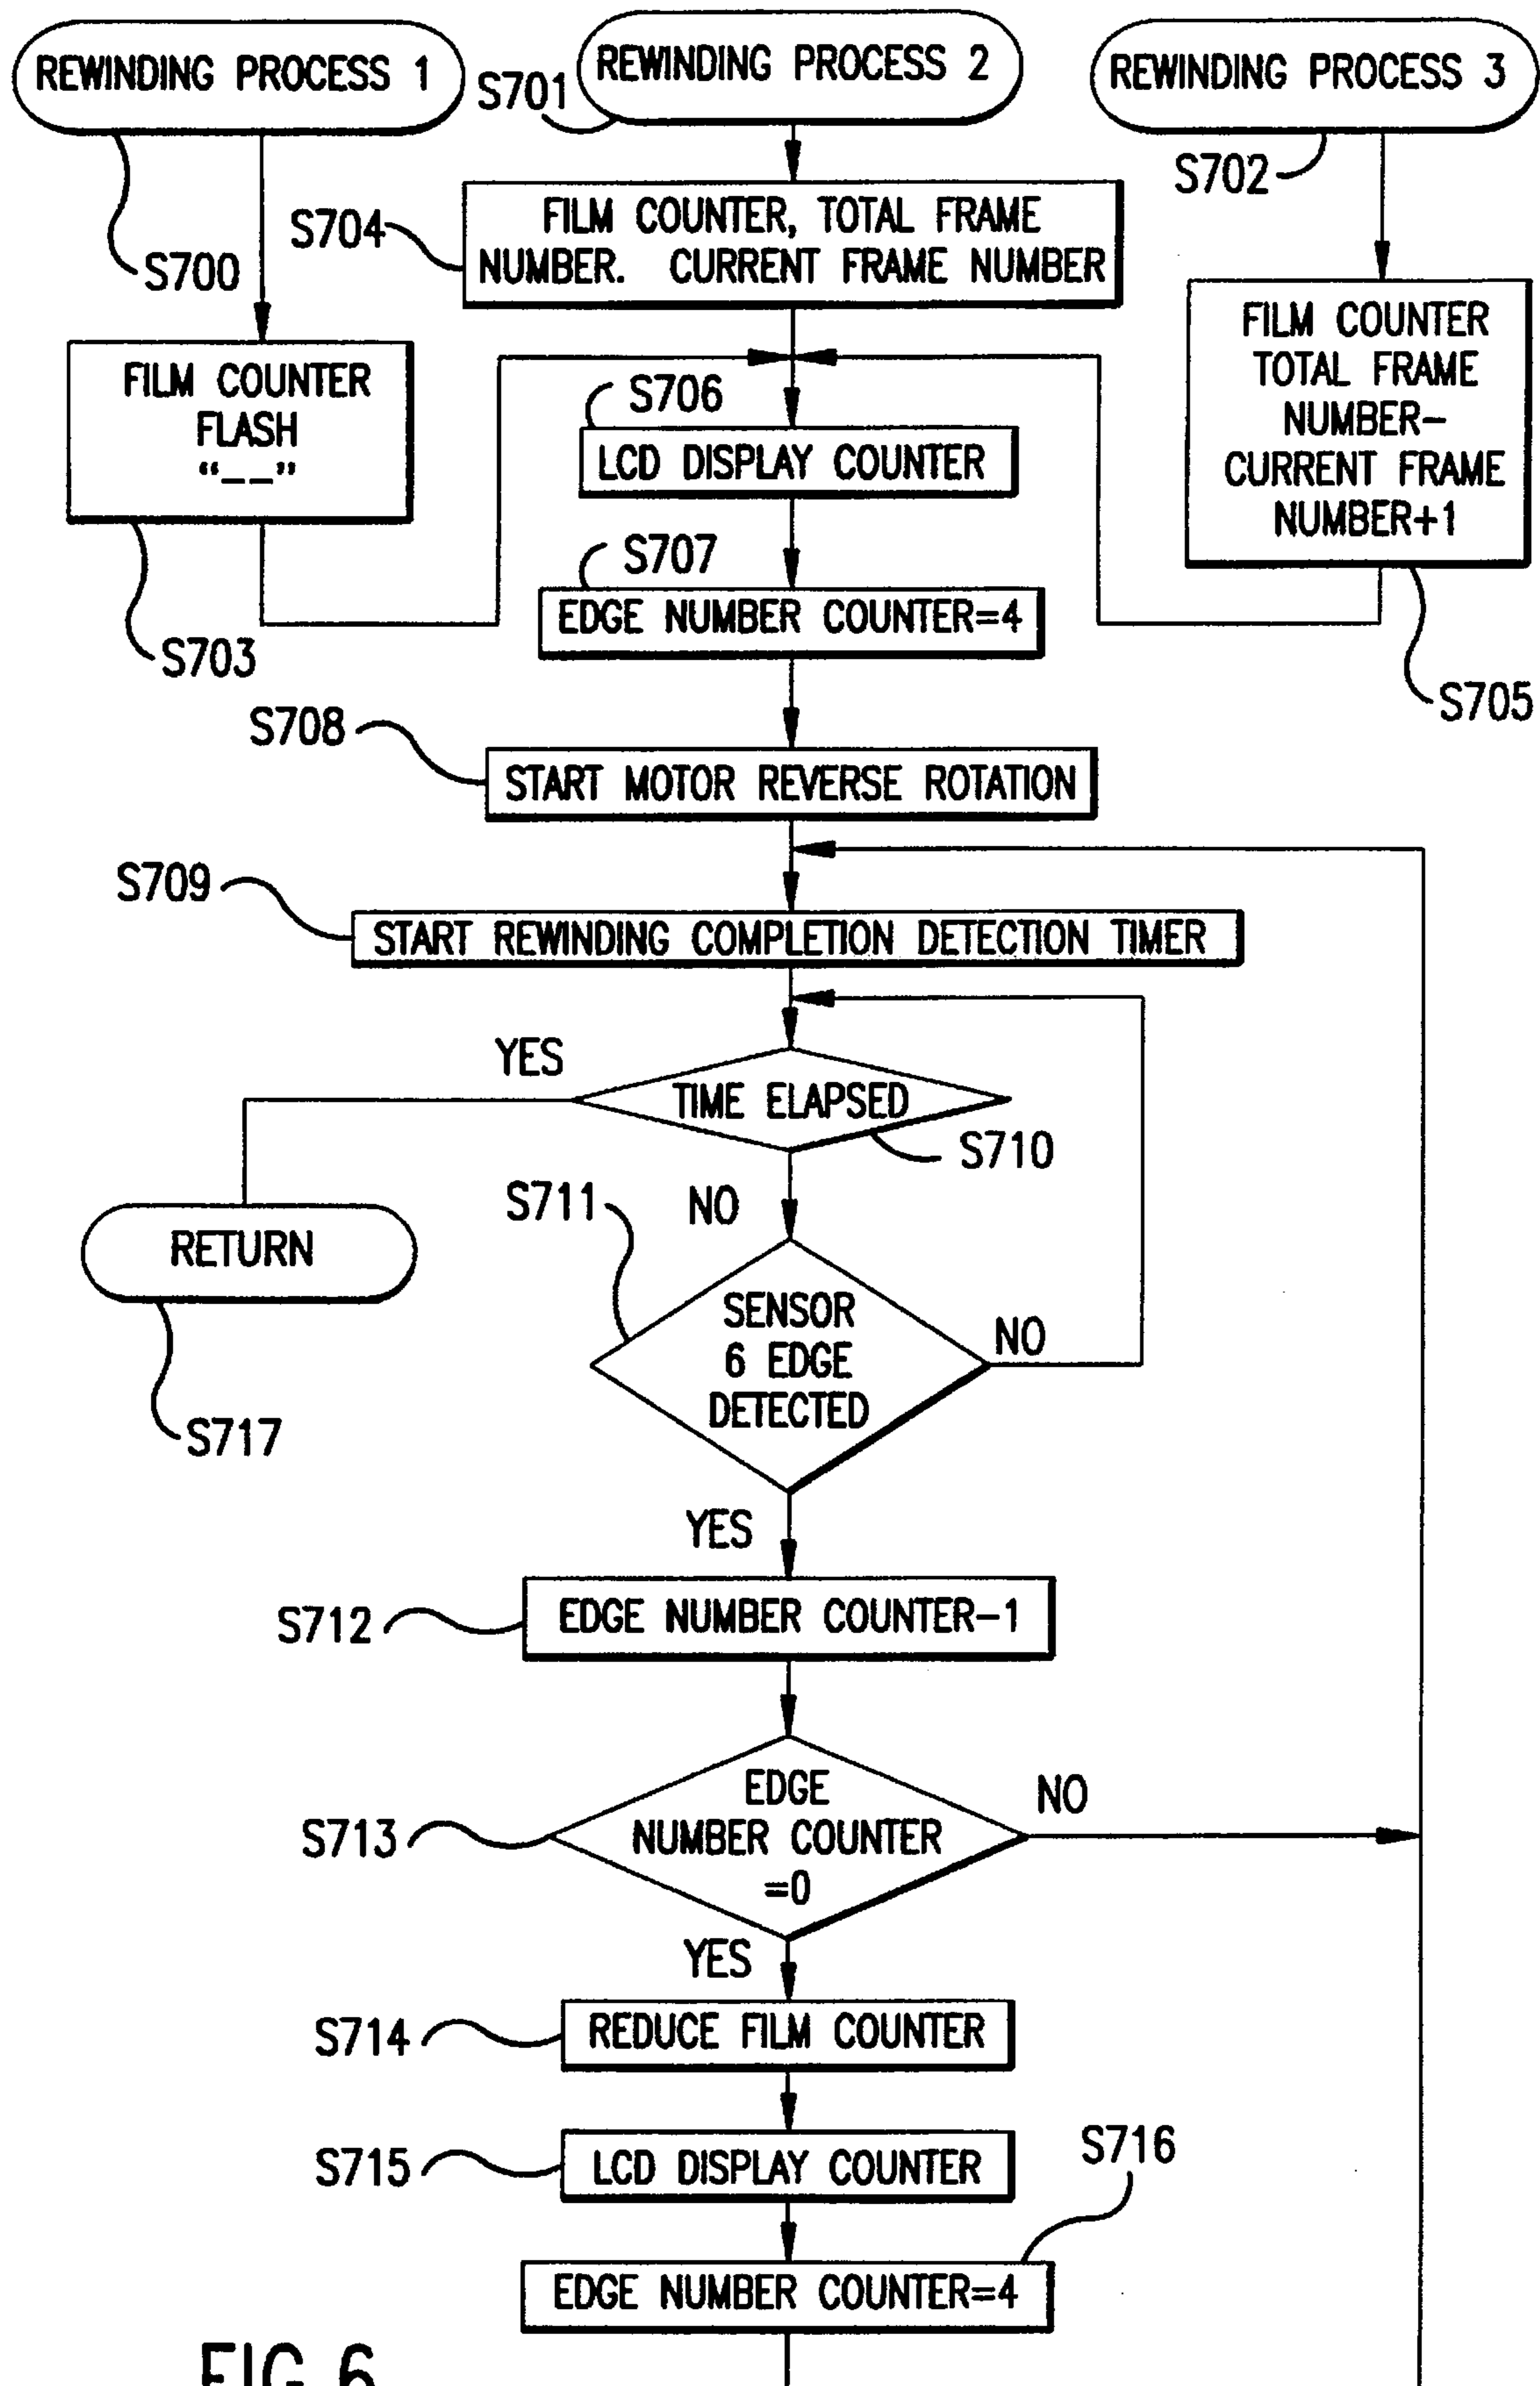 REWINDING PROCESS 1
REWINDING PROCESS 2
REWINDING PROCESS 3
S701
S702
S700
S704
FILM COUNTER, TOTAL FRAME
NUMBER. CURRENT FRAME NUMBER
FILM COUNTER
FLASH
“__”
S703
FILM COUNTER
TOTAL FRAME
NUMBER-
CURRENT FRAME
NUMBER+1
S705
S706
LCD DISPLAY COUNTER
S707
EDGE NUMBER COUNTER=4
S708
START MOTOR REVERSE ROTATION
S709
START REWINDING COMPLETION DETECTION TIMER
YES
TIME ELAPSED
S710
NO
RETURN
S717
S711
SENSOR
6 EDGE
DETECTED
NO
YES
S712
EDGE NUMBER COUNTER-1
S713
EDGE
NUMBER COUNTER
=0
NO
YES
S714
REDUCE FILM COUNTER
S715
LCD DISPLAY COUNTER
S716
EDGE NUMBER COUNTER=4
FIG 6